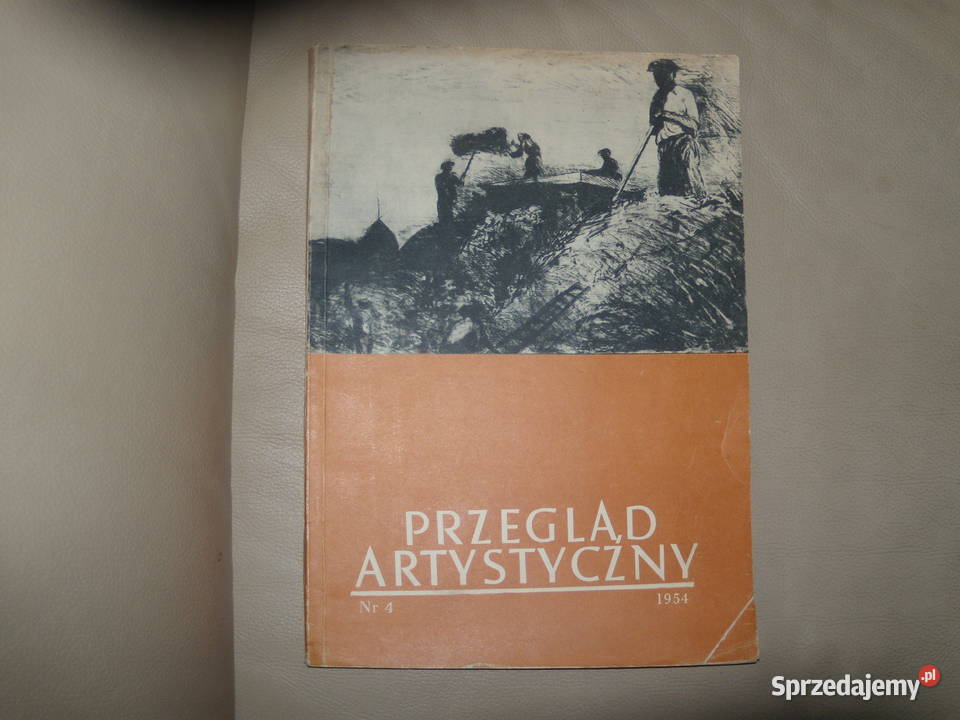 PRZEGLĄD
ARTYSTYCZNY
Nr 4 1954
Sprzedajemy.pl